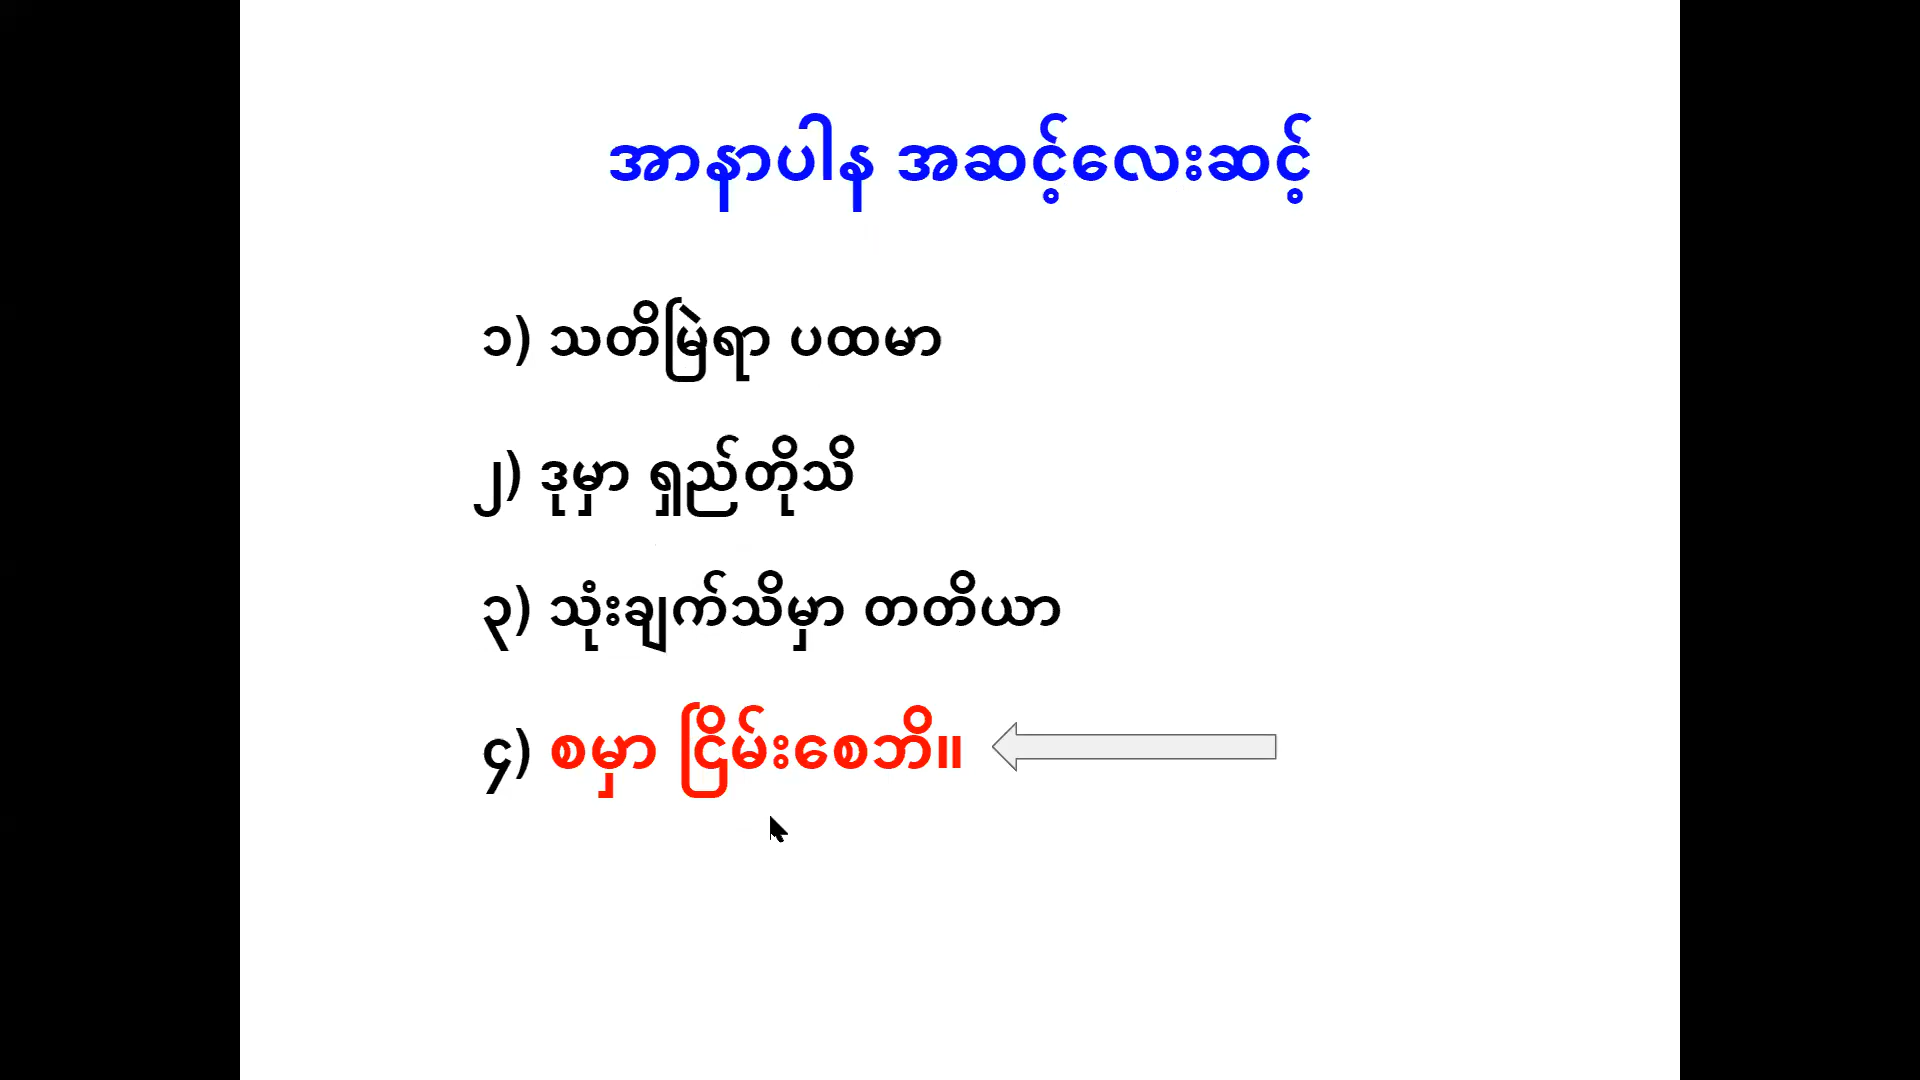 အာနာပါန အဆင့်လေးဆင့်
၁) သတိမြဲရာ ပထမာ
၂) ဒုမှာ ရှည်တိုသိ
၃) သုံးချက်သိမှာ တတိယာ
၄) စမှာ ငြိမ်းစေဘိ။